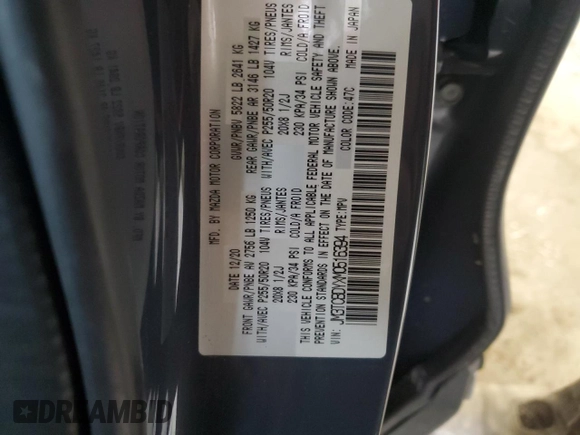 MFD. BY MAZDA MOTOR CORPORATION
DATE 12/20 GVWR/PNBV 5822 LB 2641 KG
FRONT GAWR/PNBE AV 2756 LB 1250 KG REAR GAWR/PNBE AR 3146 LB 1427 KG
WITH/AVEC P255/50R20 104V TIRES/PNEUS WITH/AVEC P255/50R20 104V TIRES/PNEUS
20X8 1/2J RIMS/JANTES 20X8 1/2J RIMS/JANTES
230 KPA/34 PSI COLD/A FROID 230 KPA/34 PSI COLD/A FROID
THIS VEHICLE CONFORMS TO ALL APPLICABLE FEDERAL MOTOR VEHICLE SAFETY AND THEFT
PREVENTION STANDARDS IN EFFECT ON THE DATE OF MANUFACTURE SHOWN ABOVE.
VIN: JM3TCBDYXM0516394 TYPE:MPV COLOR CODE:47C MADE IN JAPAN
DREAMBID